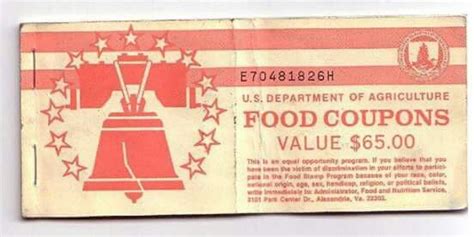 E70481826H
U.S. DEPARTMENT OF AGRICULTURE
FOOD COUPONS
VALUE $65.00
This is an equal opportunity program. If you believe that you have
been the victim of discrimination in your efforts to partici-
pate in the Food Stamp Program because of your race, color,
national origin, age, sex, handicap, religion, or political beliefs,
write immediately to: Administrator, Food and Nutrition Service,
3101 Park Center Dr., Alexandria, Va. 22302.